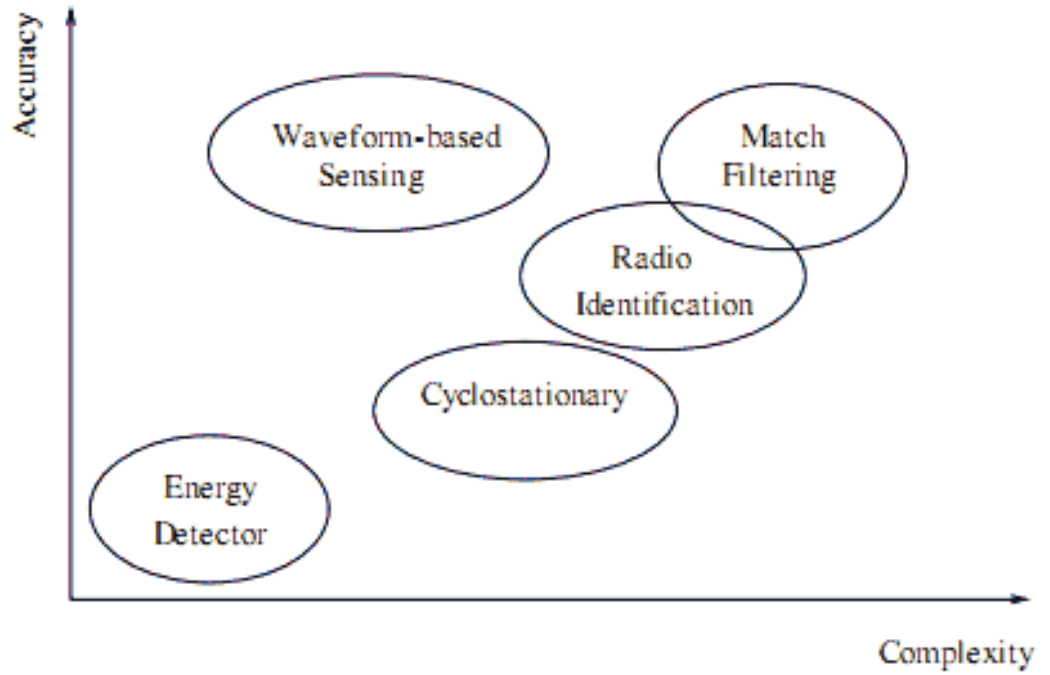 Accuracy
Waveform-based
Sensing
Match
Filtering
Radio
Identification
Cyclostationary
Energy
Detector
Complexity